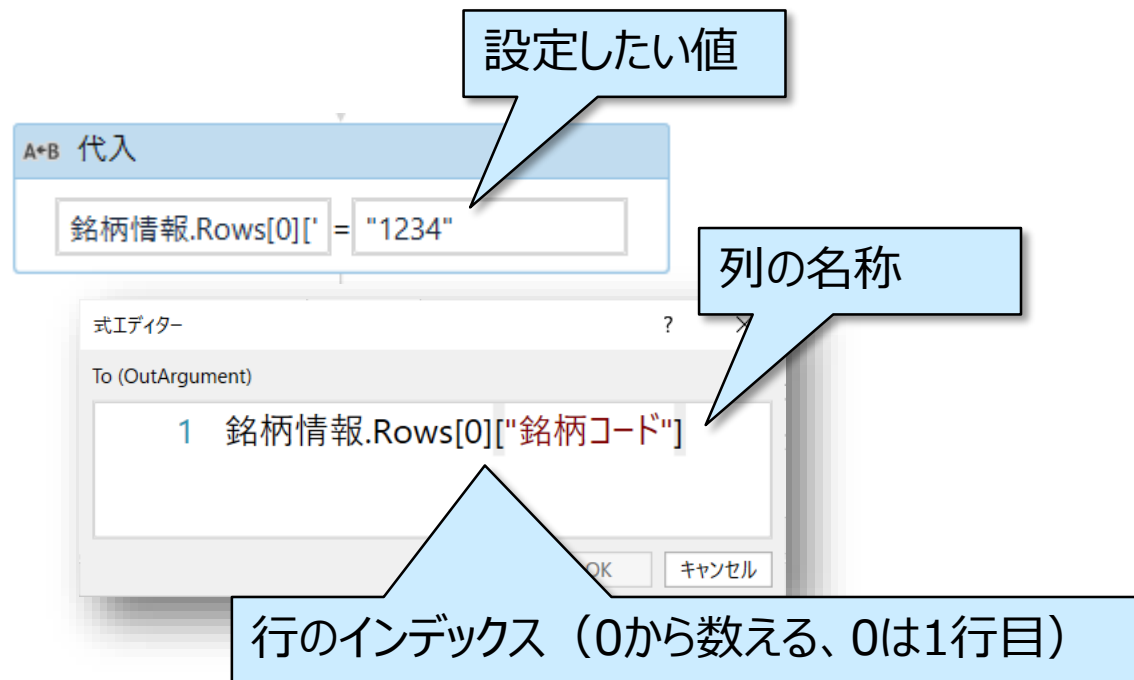 設定したい値
A←B 代入
銘柄情報.Rows[0][' = "1234"
列の名称
式エディター ?
To (OutArgument)
1 銘柄情報.Rows[0]["銘柄コード"]
OK キャンセル
行のインデックス（0から数える、0は1行目）